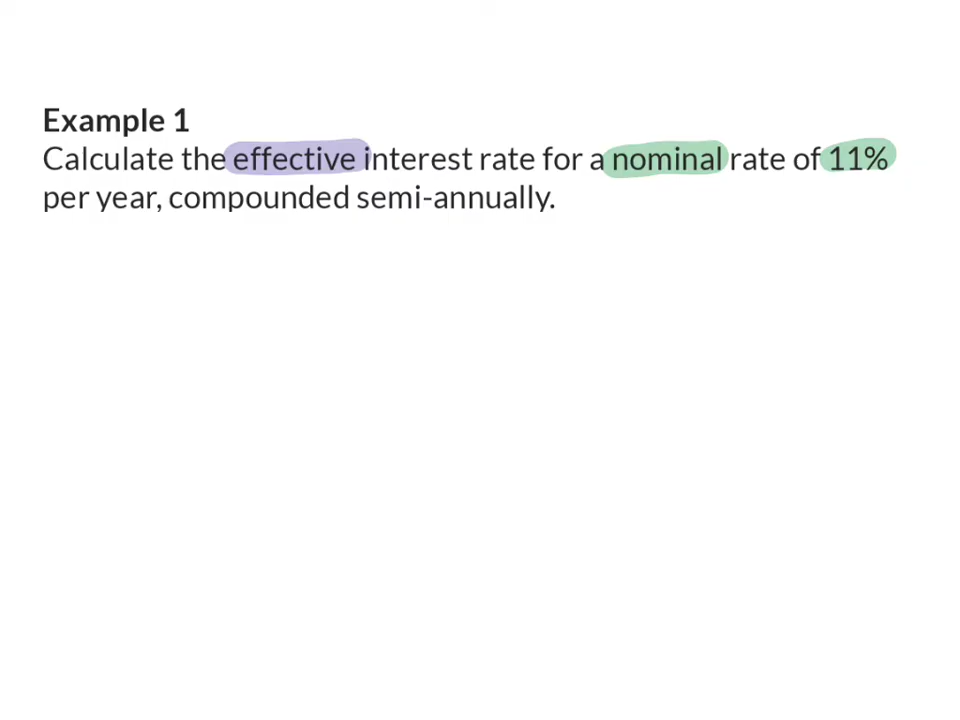 Example 1
Calculate the effective interest rate for a nominal rate of 11%
per year, compounded semi-annually.